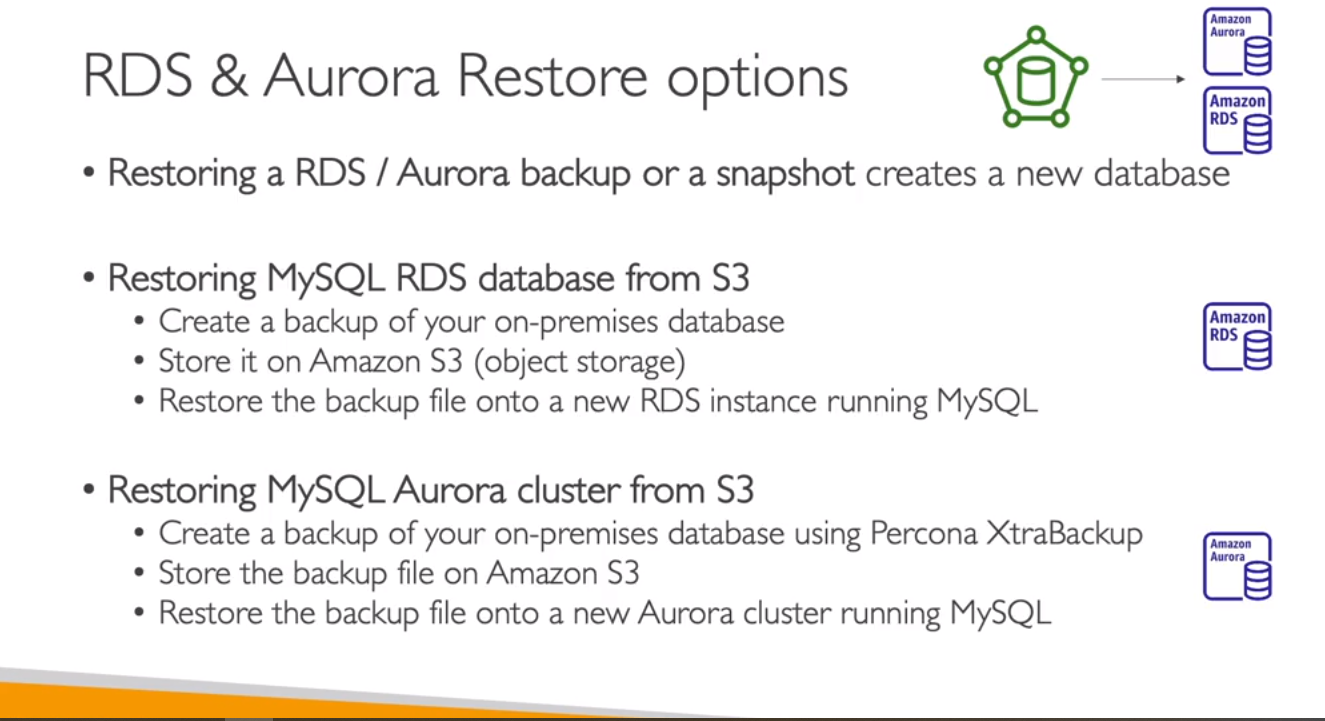 RDS & Aurora Restore options
Amazon
Aurora
Amazon
RDS
• Restoring a RDS / Aurora backup or a snapshot creates a new database
• Restoring MySQL RDS database from S3
• Create a backup of your on-premises database
• Store it on Amazon S3 (object storage)
• Restore the backup file onto a new RDS instance running MySQL
Amazon
RDS
• Restoring MySQL Aurora cluster from S3
• Create a backup of your on-premises database using Percona XtraBackup
• Store the backup file on Amazon S3
• Restore the backup file onto a new Aurora cluster running MySQL
Amazon
Aurora